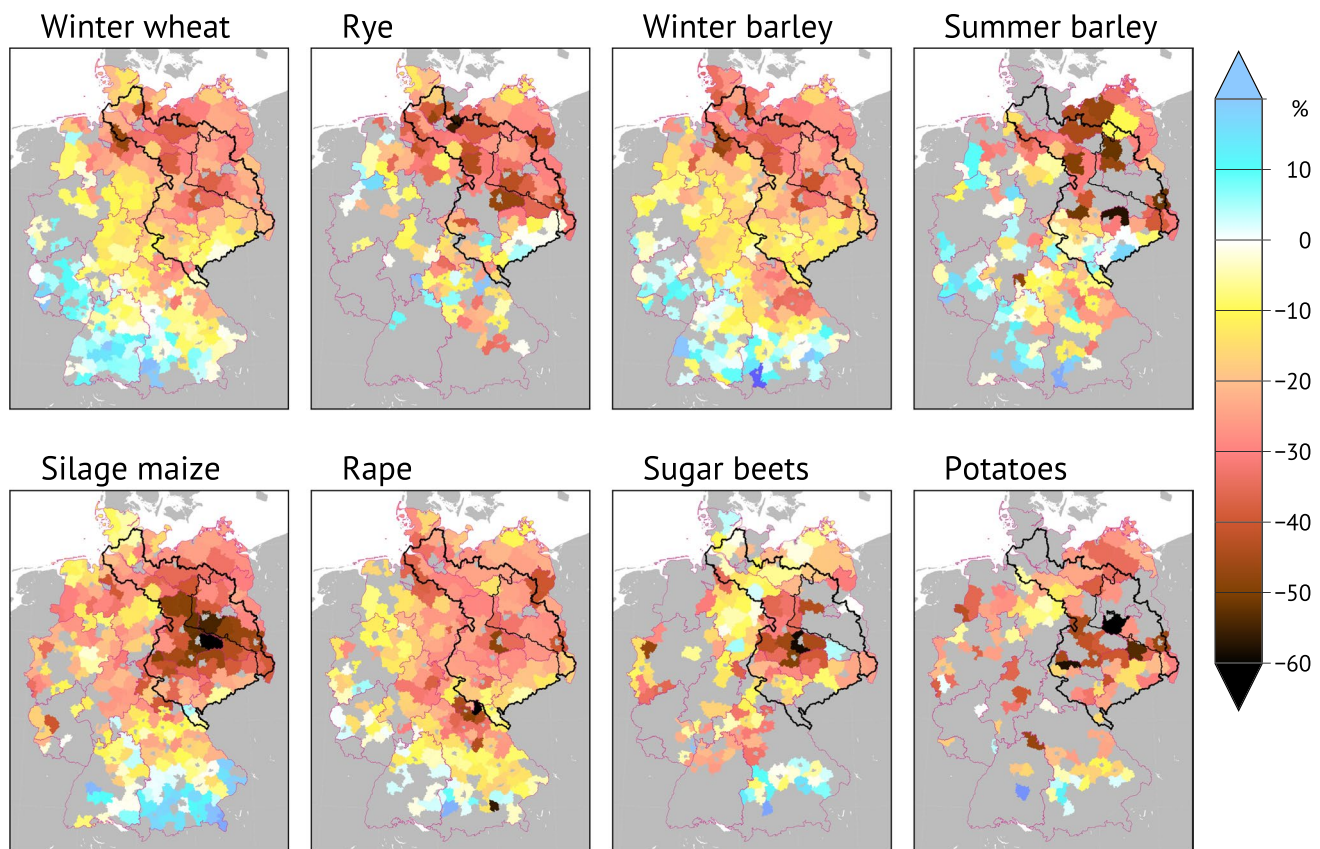 Winter wheat
Rye
Winter barley
Summer barley
%
10
0
−10
−20
−30
−40
−50
−60
Silage maize
Rape
Sugar beets
Potatoes